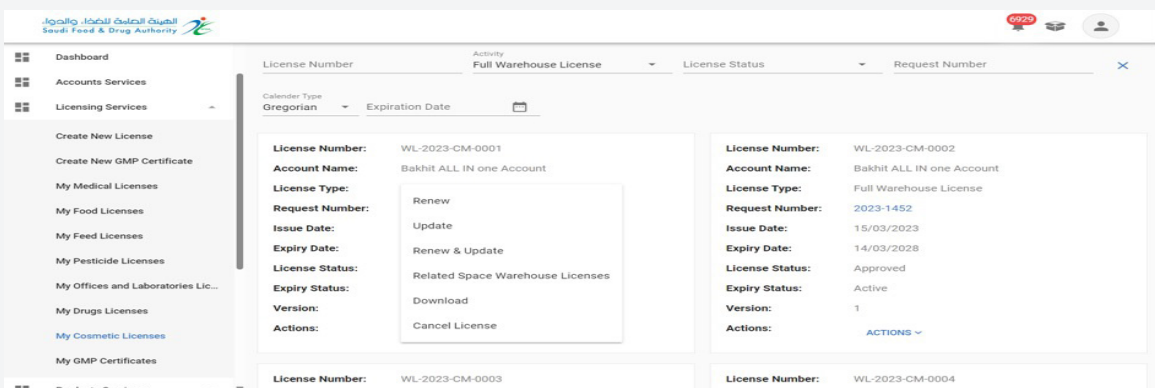 الهيئة العامة للغذاء والدواء
Saudi Food & Drug Authority
6929
Dashboard
Accounts Services
Licensing Services
Create New License
Create New GMP Certificate
My Medical Licenses
My Food Licenses
My Feed Licenses
My Pesticide Licenses
My Offices and Laboratories Lic...
My Drugs Licenses
My Cosmetic Licenses
My GMP Certificates
License Number
Activity
Full Warehouse License
License Status
Request Number
Calender Type
Gregorian
Expiration Date
License Number: WL-2023-CM-0001
Account Name: Bakhit ALL IN one Account
License Type:
Request Number:
Issue Date:
Expiry Date:
License Status:
Expiry Status:
Version:
Actions:
Renew
Update
Renew & Update
Related Space Warehouse Licenses
Download
Cancel License
License Number: WL-2023-CM-0002
Account Name: Bakhit ALL IN one Account
License Type: Full Warehouse License
Request Number: 2023-1452
Issue Date: 15/03/2023
Expiry Date: 14/03/2028
License Status: Approved
Expiry Status: Active
Version: 1
Actions: ACTIONS
License Number: WL-2023-CM-0003
License Number: WL-2023-CM-0004